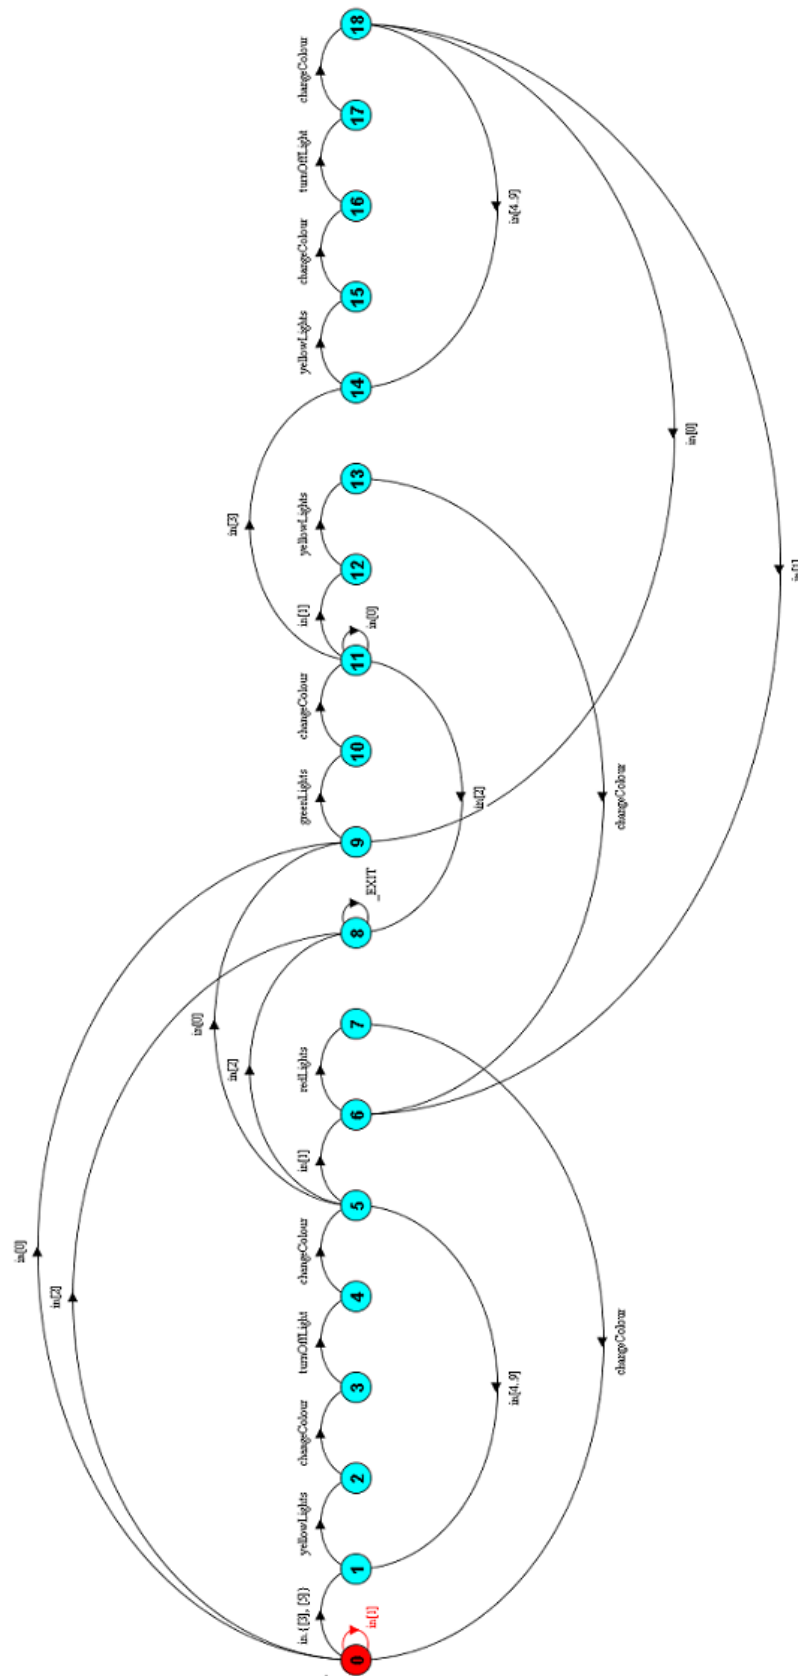 in[0]
in[2]
in[0]
in[2]
in[3]
in.{[3], [5]}
yellowLights
changeColour
turnOffLight
changeColour
in[1]
redLights
greenLights
changeColour
in[1]
yellowLights
yellowLights
changeColour
turnOffLight
changeColour
0
1
2
3
4
5
6
7
8
9
10
11
12
13
14
15
16
17
18
in[1]
_EXIT
in[0]
in[2]
in[4..9]
in[4..9]
changeColour
changeColour
in[0]